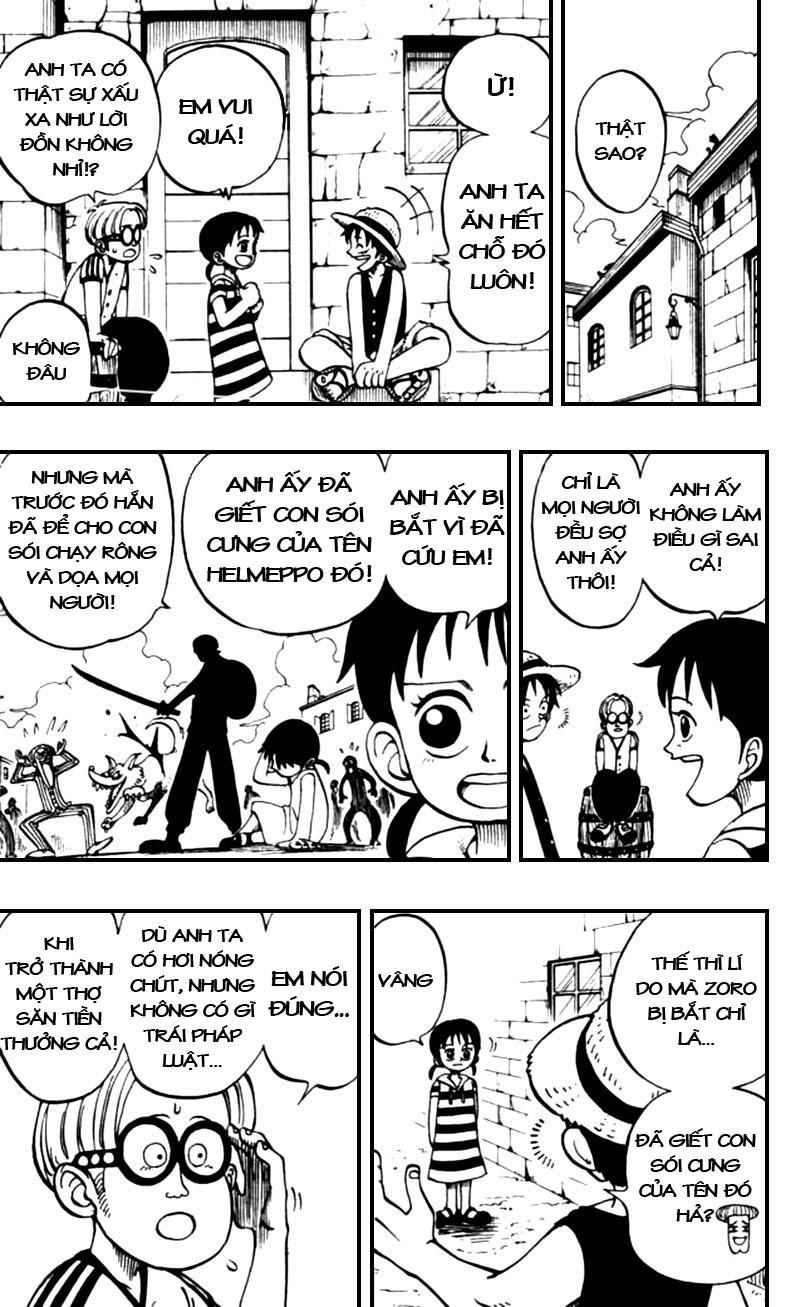 THẬT
SAO?
Ừ!
ANH TA
ĂN HẾT
CHỖ ĐÓ
LUÔN!
EM VUI
QUÁ!
ANH TA CÓ
THẬT SỰ XẤU
XA NHƯ LỜI
ĐỒN KHÔNG
NHỈ!?
KHÔNG
ĐÂU
ANH ẤY
KHÔNG LÀM
ĐIỀU GÌ SAI
CẢ!
CHỈ LÀ
MỌI NGƯỜI
ĐỀU SỢ
ANH ẤY
THÔI!
ANH ẤY BỊ
BẮT VÌ ĐÃ
CỨU EM!
ANH ẤY ĐÃ
GIẾT CON SÓI
CƯNG CỦA TÊN
HELMEPPO ĐÓ!
NHƯNG MÀ
TRƯỚC ĐÓ HẮN
ĐÃ ĐỂ CHO CON
SÓI CHẠY RÔNG
VÀ DỌA MỌI
NGƯỜI!
THẾ THÌ LÍ
DO MÀ ZORO
BỊ BẮT CHỈ
LÀ...
ĐÃ GIẾT CON
SÓI CƯNG
CỦA TÊN ĐÓ
HẢ?
VÂNG
EM NÓI
ĐÚNG...
DÙ ANH TA
CÓ HƠI NÓNG
CHÚT, NHƯNG
KHÔNG CÓ GÌ
TRÁI PHÁP
LUẬT...
KHI
TRỞ THÀNH
MỘT THỢ
SĂN TIỀN
THƯỞNG CẢ!